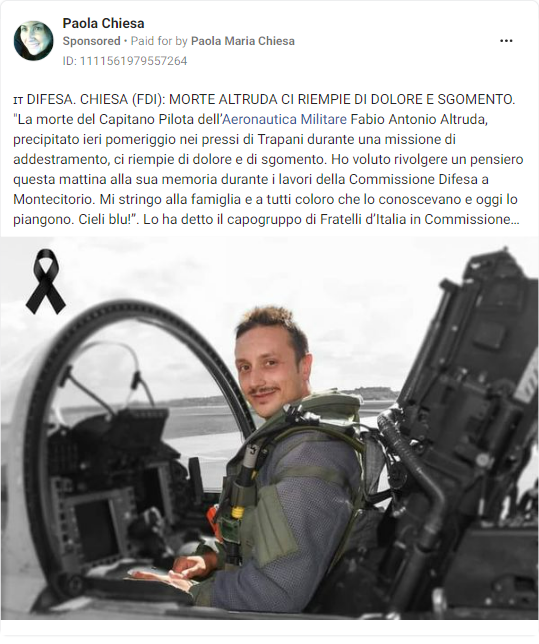 Paola Chiesa
Sponsored • Paid for by Paola Maria Chiesa
ID: 1111561979557264
ɪᴛ DIFESA. CHIESA (FDI): MORTE ALTRUDA CI RIEMPIE DI DOLORE E SGOMENTO.
"La morte del Capitano Pilota dell’Aeronautica Militare Fabio Antonio Altruda,
precipitato ieri pomeriggio nei pressi di Trapani durante una missione di
addestramento, ci riempie di dolore e di sgomento. Ho voluto rivolgere un pensiero
questa mattina alla sua memoria durante i lavori della Commissione Difesa a
Montecitorio. Mi stringo alla famiglia e a tutti coloro che lo conoscevano e oggi lo
piangono. Cieli blu!”. Lo ha detto il capogruppo di Fratelli d’Italia in Commissione…